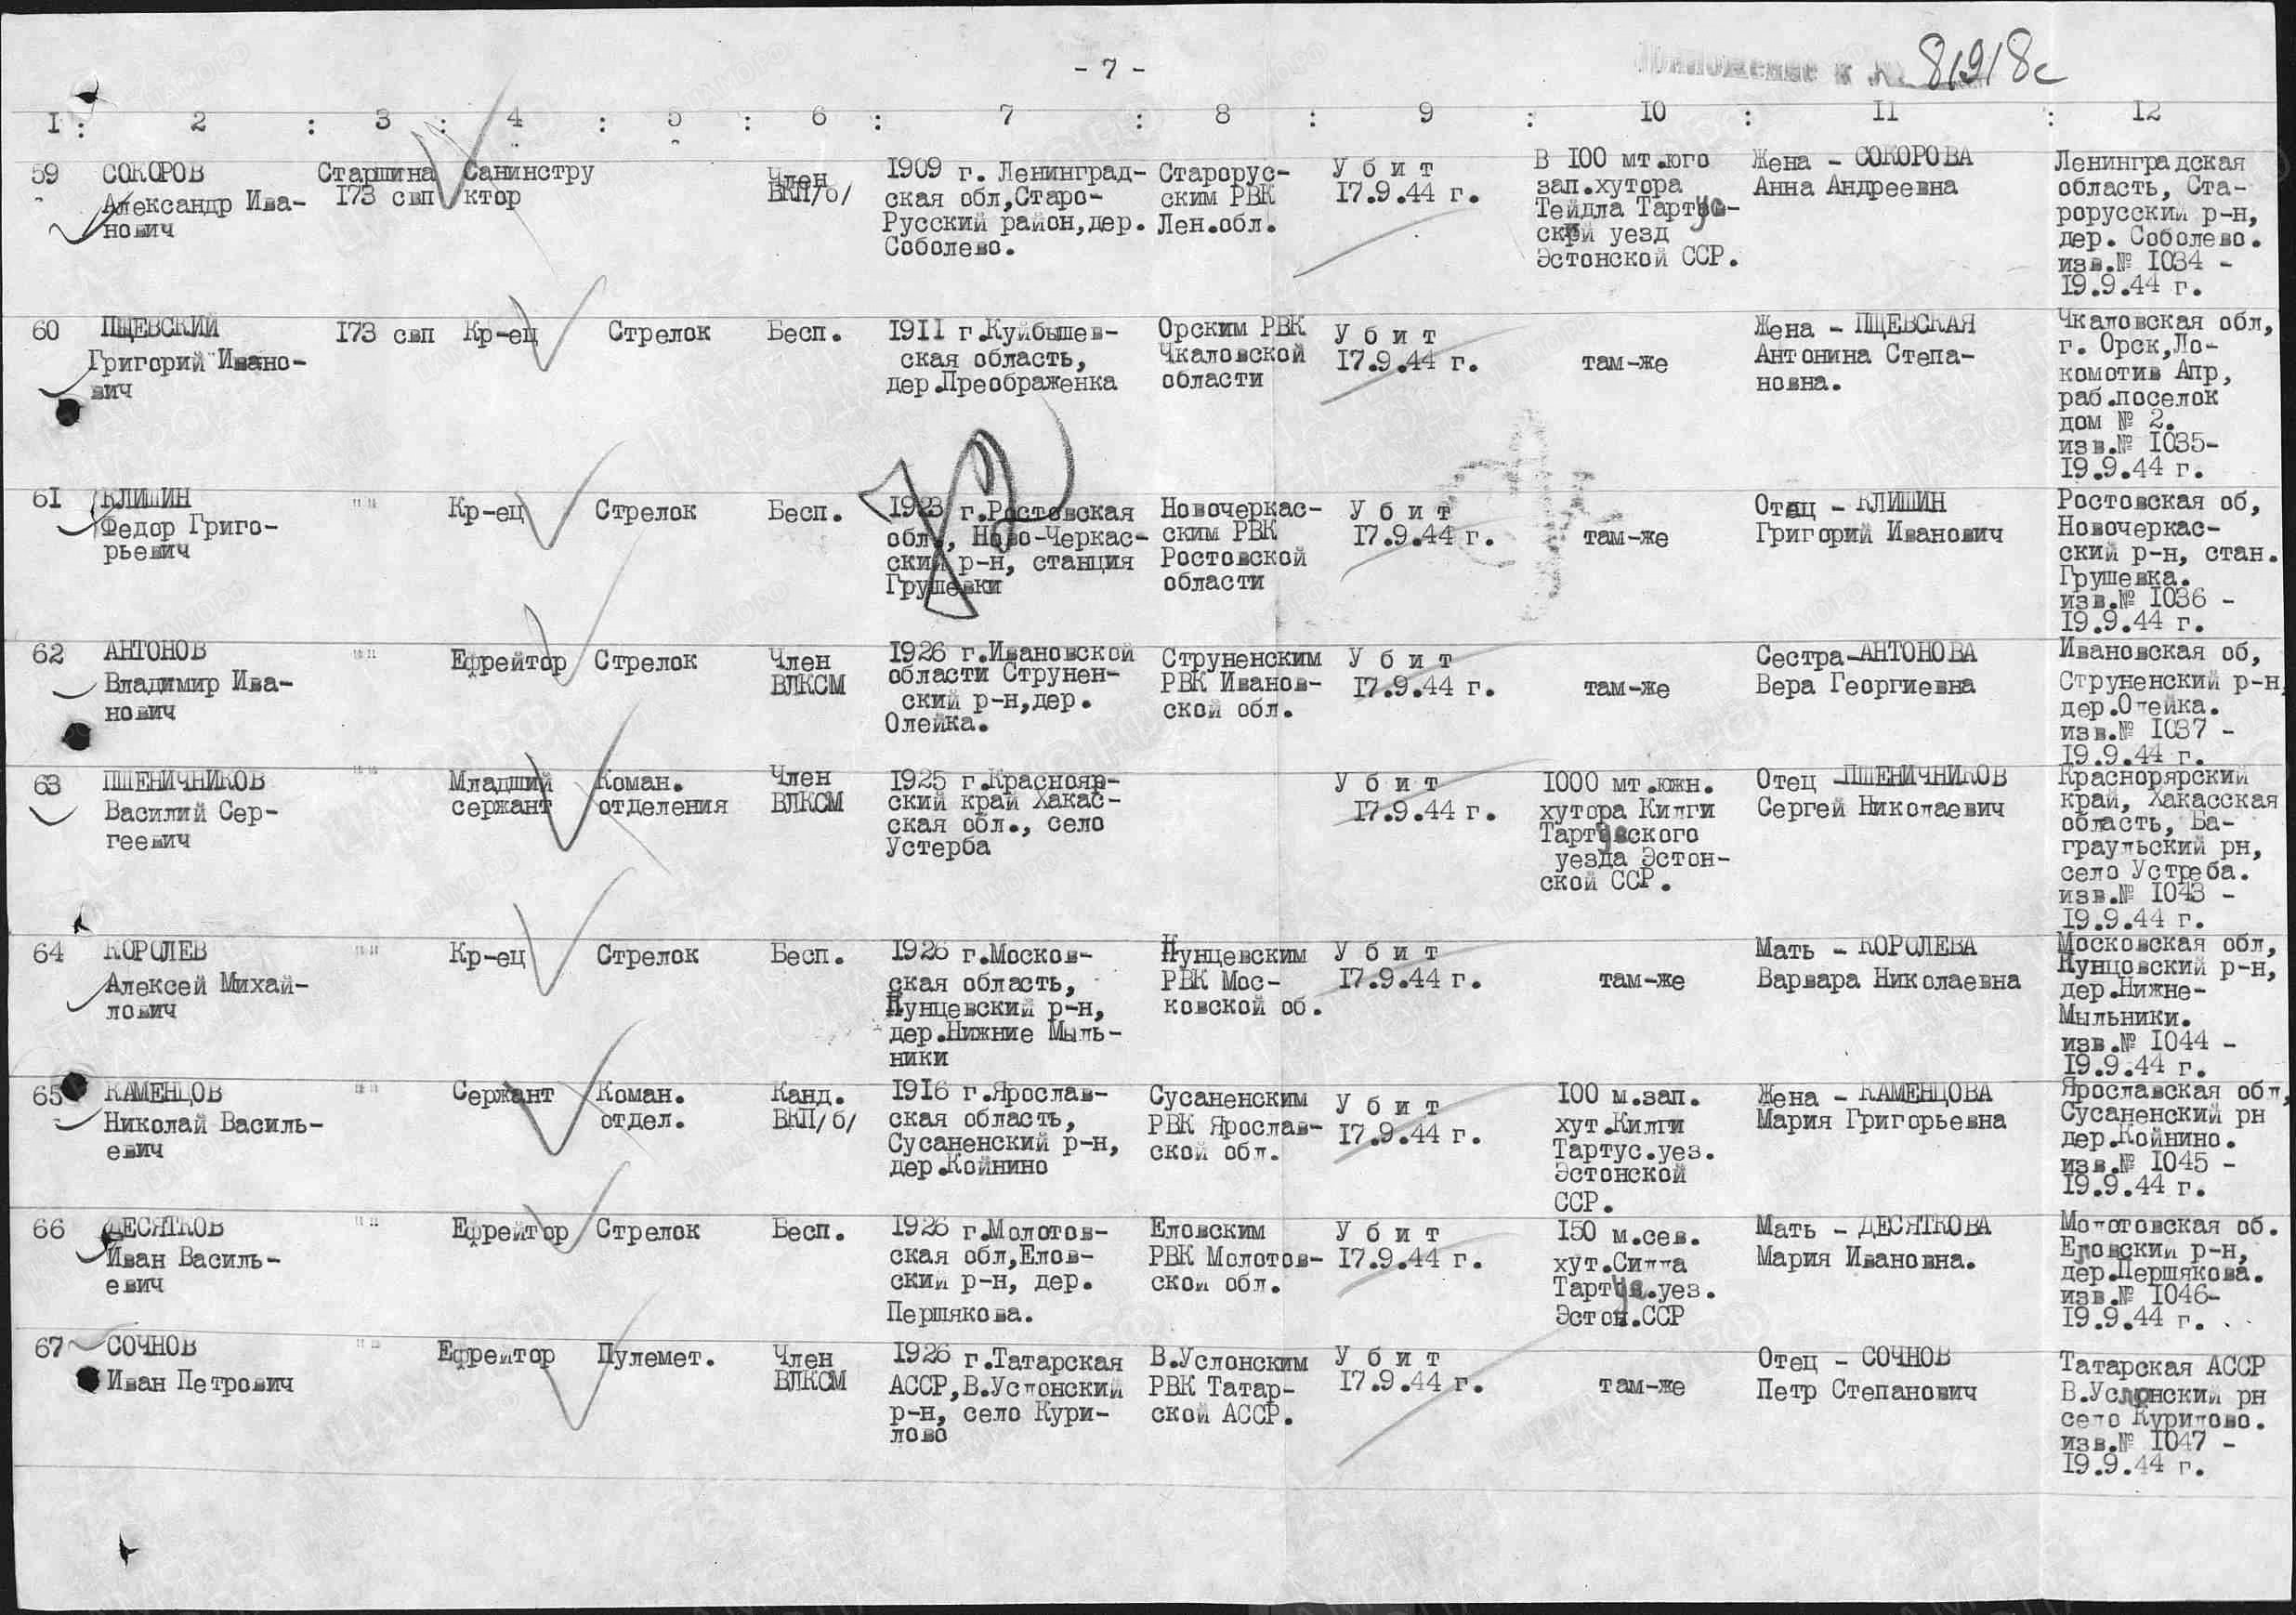 - 7 -
Приложение к № 81918с
I : 2 : 3 : 4 : 5 : 6 : 7 : 8 : 9 : 10 : II : 12
59 СОКОРОВ
Александр Ива-
нович
Старшина
173 свп
Санинстру
ктор
Член
ВКП/б/
1909 г. Ленинград-
ская обл,Старо-
Русский район,дер.
Соболево.
Старорус-
ским РВК
Лен.обл.
У б и т
17.9.44 г.
В 100 мт.юго
зап.хутора
Тейдла Тартус-
ский уезд
Эстонской ССР.
Жена - СОКОРОВА
Анна Андреевна
Ленинградская
область, Ста-
рорусский р-н,
дер. Соболево.
изв.№ 1034 -
19.9.44 г.
60 ПЩЕВСКИЙ
Григорий Ивано-
вич
173 свп
Кр-ец
Стрелок
Бесп.
1911 г.Куйбышев-
ская область,
дер.Преображенка
Орским РВК
Чкаловской
области
У б и т
17.9.44 г.
там-же
Жена - ПЩЕВСКАЯ
Антонина Степа-
новна.
Чкаловская обл,
г. Орск,Ло-
комотив Апр,
раб.поселок
дом № 2.
изв.№ 1035-
19.9.44 г.
61 КЛИШИН
Федор Григо-
рьевич
" "
Кр-ец
Стрелок
Бесп.
1923 г.Ростовская
обл., Ново-Черкас-
ский р-н, станция
Грушевки
Новочеркас-
ским РВК
Ростовской
области
У б и т
17.9.44 г.
там-же
Отец - КЛИШИН
Григорий Иванович
Ростовская об,
Новочеркас-
ский р-н, стан.
Грушевка.
изв.№ 1036 -
19.9.44 г.
62 АНТОНОВ
Владимир Ива-
нович
" "
Ефрейтор
Стрелок
Член
ВЛКСМ
1926 г.Ивановской
области Струнен-
ский р-н,дер.
Олейка.
Струненским
РВК Иванов-
ской обл.
У б и т
17.9.44 г.
там-же
Сестра-АНТОНОВА
Вера Георгиевна
Ивановская об,
Струненский р-н
дер.Олейка.
изв.№ 1037 -
19.9.44 г.
63 ПШЕНИЧНИКОВ
Василий Сер-
геевич
" "
Младший
сержант
Коман.
отделения
Член
ВЛКСМ
1925 г.Краснояр-
ский край Хакас-
ская обл., село
Устерба
У б и т
17.9.44 г.
1000 мт.южн.
хутора Килги
Тартуского
уезда Эстон-
ской ССР.
Отец -ПШЕНИЧНИКОВ
Сергей Николаевич
Краснорярский
край, Хакасская
область, Ба-
граульский рн,
село Устреба.
изв.№ 1043 -
19.9.44 г.
64 КОРОЛЕВ
Алексей Михай-
лович
" "
Кр-ец
Стрелок
Бесп.
1926 г.Москов-
ская область,
Кунцевский р-н,
дер.Нижние Мыль-
ники
Кунцевским
РВК Мос-
ковской об.
У б и т
17.9.44 г.
там-же
Мать - КОРОЛЕВА
Варвара Николаевна
Московская обл,
Кунцовский р-н,
дер.Нижне-
Мыльники.
изв.№ 1044 -
19.9.44 г.
65 КАМЕНЦОВ
Николай Василь-
евич
" "
Сержант
Коман.
отдел.
Канд.
ВКП/б/
1916 г.Ярослав-
ская область,
Сусаненский р-н,
дер.Койнино
Сусаненским
РВК Ярослав-
ской обл.
У б и т
17.9.44 г.
100 м.зап.
хут.Килги
Тартус.уез.
Эстонской
ССР.
Жена - КАМЕНЦОВА
Мария Григорьевна
Ярославская обл,
Сусаненский рн
дер.Койнино.
изв.№ 1045 -
19.9.44 г.
66 ДЕСЯТКОВ
Иван Василь-
евич
" "
Ефрейтор
Стрелок
Бесп.
1926 г.Молотов-
ская обл,Елов-
ский р-н, дер.
Першякова.
Еловским
РВК Молотов-
ской обл.
У б и т
17.9.44 г.
150 м.сев.
хут.Силла
Тартус.уез.
Эстон.ССР
Мать - ДЕСЯТКОВА
Мария Ивановна.
Молотовская об.
Еловский р-н,
дер.Першякова.
изв.№ 1046-
19.9.44 г.
67 СОЧНОВ
Иван Петрович
" "
Ефрейтор
Пулемет.
Член
ВЛКСМ
1926 г.Татарская
АССР,В.Услонский
р-н, село Кури-
лово
В.Услонским
РВК Татар-
ской АССР.
У б и т
17.9.44 г.
там-же
Отец - СОЧНОВ
Петр Степанович
Татарская АССР
В.Услонский рн
село Курилово.
изв.№ 1047 -
19.9.44 г.